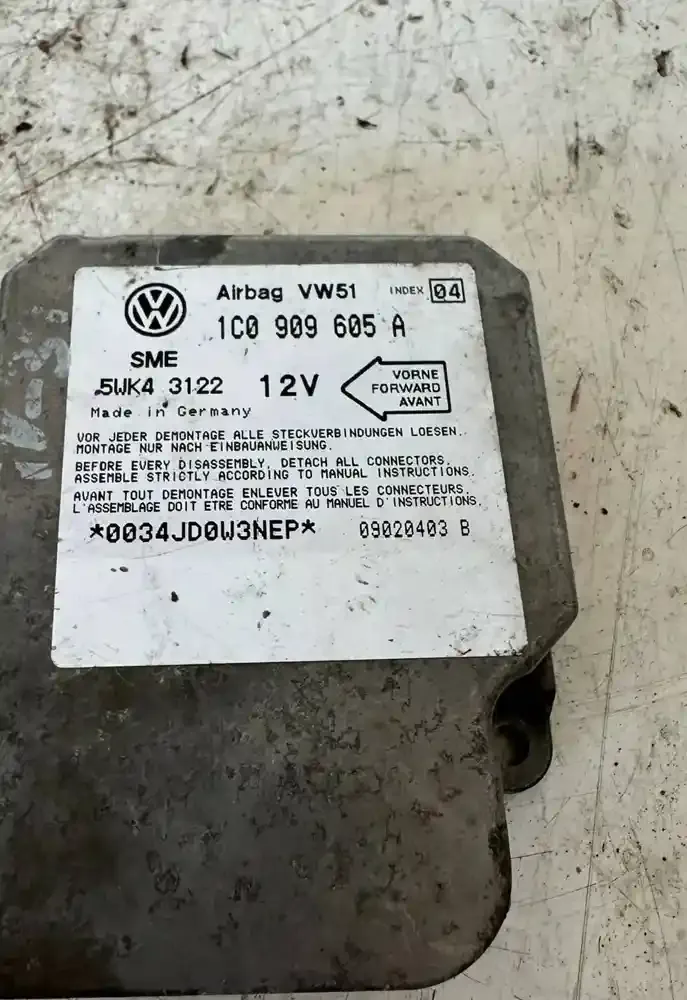 Airbag VW51 INDEX 04
1C0 909 605 A
SME
5WK4 3122 12V
VORNE
FORWARD
AVANT
Made in Germany
VOR JEDER DEMONTAGE ALLE STECKVERBINDUNGEN LOESEN.
MONTAGE NUR NACH EINBAUANWEISUNG.
BEFORE EVERY DISASSEMBLY, DETACH ALL CONNECTORS.
ASSEMBLE STRICTLY ACCORDING TO MANUAL INSTRUCTIONS.
AVANT TOUT DEMONTAGE ENLEVER TOUS LES CONNECTEURS.
L'ASSEMBLAGE DOIT ETRE CONFORME AU MANUEL D'INSTRUCTIONS.
*0034JD0W3NEP* 09020403 B